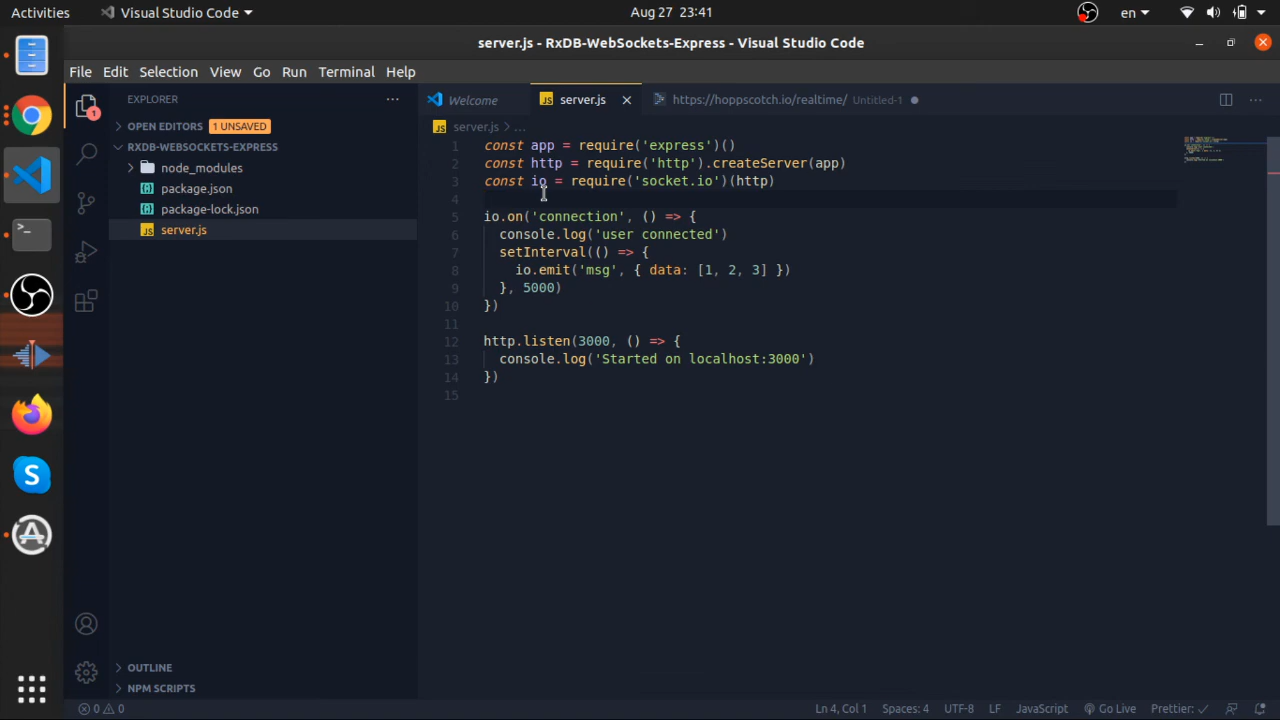 Activities
Visual Studio Code
Aug 27 23:41
en
server.js - RxDB-WebSockets-Express - Visual Studio Code
File Edit Selection View Go Run Terminal Help
EXPLORER
Welcome
JS server.js
https://hoppscotch.io/realtime/ Untitled-1
OPEN EDITORS 1 UNSAVED
JS server.js > ...
RXDB-WEBSOCKETS-EXPRESS
node_modules
package.json
package-lock.json
JS server.js
1 const app = require('express')()
2 const http = require('http').createServer(app)
3 const io = require('socket.io')(http)
4
5 io.on('connection', () => {
6 console.log('user connected')
7 setInterval(() => {
8 io.emit('msg', { data: [1, 2, 3] })
9 }, 5000)
10 })
11
12 http.listen(3000, () => {
13 console.log('Started on localhost:3000')
14 })
15
1
OUTLINE
NPM SCRIPTS
0 0
Ln 4, Col 1
Spaces: 4
UTF-8
LF
JavaScript
Go Live
Prettier: ✓